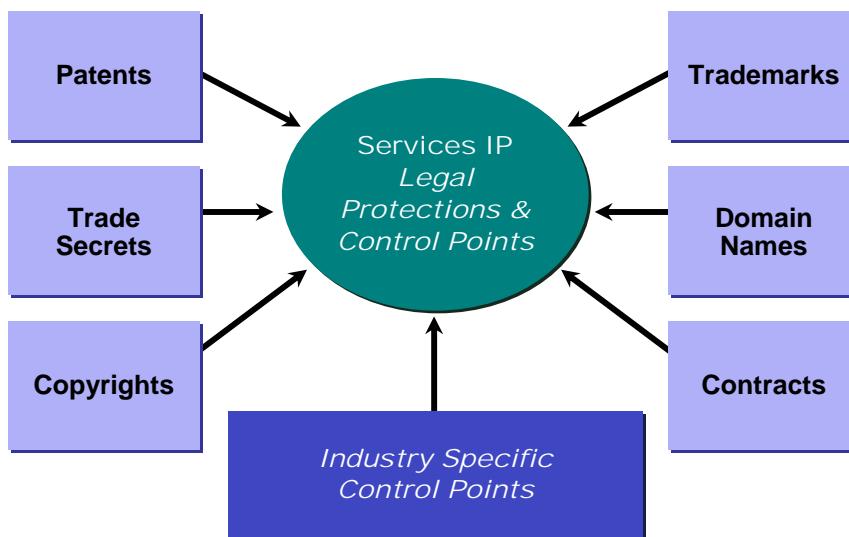 Patents
Trademarks
Services IP
Legal
Protections &
Control Points
Trade
Secrets
Domain
Names
Copyrights
Contracts
Industry Specific
Control Points